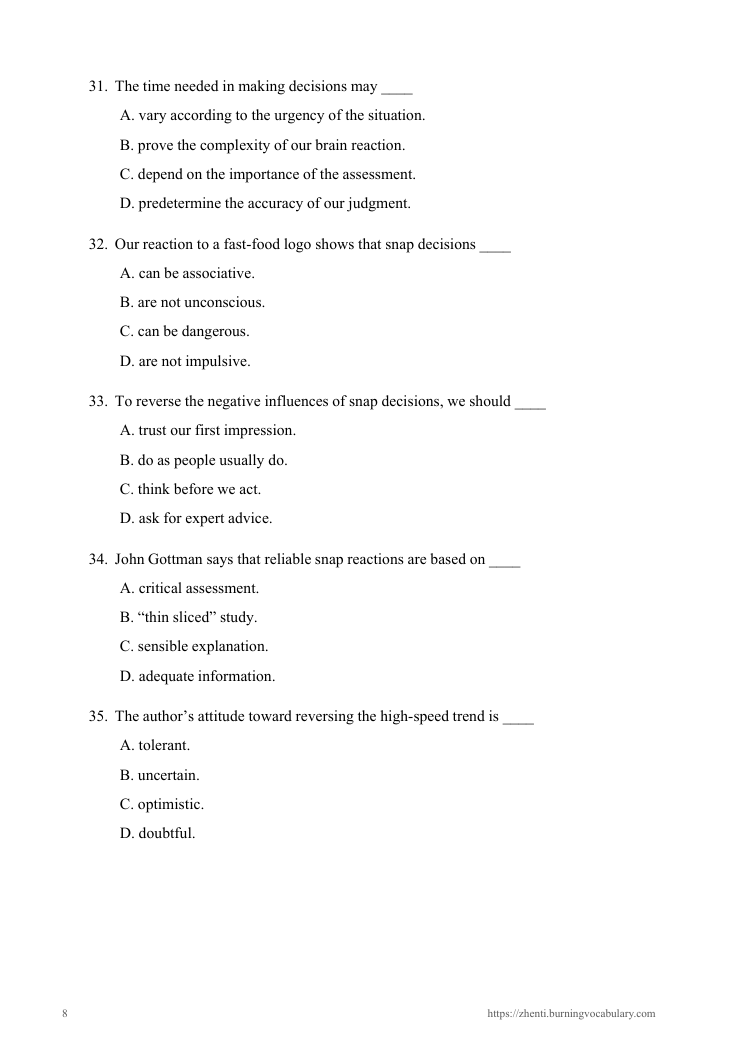 31. The time needed in making decisions may ____
A. vary according to the urgency of the situation.
B. prove the complexity of our brain reaction.
C. depend on the importance of the assessment.
D. predetermine the accuracy of our judgment.
32. Our reaction to a fast-food logo shows that snap decisions ____
A. can be associative.
B. are not unconscious.
C. can be dangerous.
D. are not impulsive.
33. To reverse the negative influences of snap decisions, we should ____
A. trust our first impression.
B. do as people usually do.
C. think before we act.
D. ask for expert advice.
34. John Gottman says that reliable snap reactions are based on ____
A. critical assessment.
B. “thin sliced” study.
C. sensible explanation.
D. adequate information.
35. The author’s attitude toward reversing the high-speed trend is ____
A. tolerant.
B. uncertain.
C. optimistic.
D. doubtful.
8 https://zhenti.burningvocabulary.com